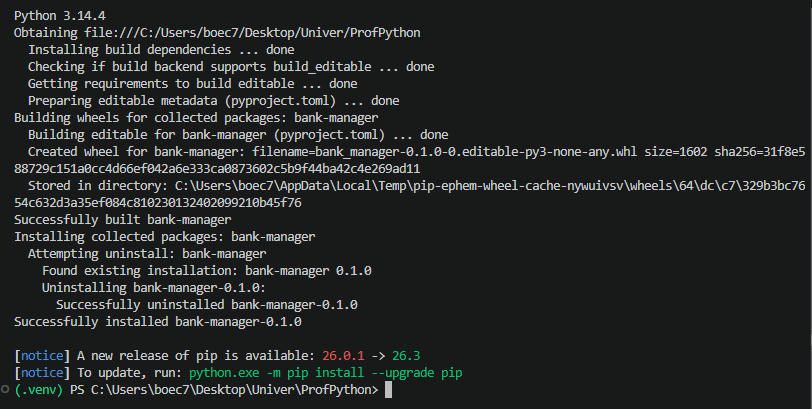 Python 3.14.4
Obtaining file:///C:/Users/boec7/Desktop/Univer/ProfPython
Installing build dependencies ... done
Checking if build backend supports build_editable ... done
Getting requirements to build editable ... done
Preparing editable metadata (pyproject.toml) ... done
Building wheels for collected packages: bank-manager
Building editable for bank-manager (pyproject.toml) ... done
Created wheel for bank-manager: filename=bank_manager-0.1.0-0.editable-py3-none-any.whl size=1602 sha256=31f8e5
88729c151a0cc4d66ef042a6e333ca0873602c5b9f44ba42c4e269ad11
Stored in directory: C:\Users\boec7\AppData\Local\Temp\pip-ephem-wheel-cache-nywuivsv\wheels\64\dc\c7\329b3bc76
54c632d3a35ef084c810230132402099210b45f76
Successfully built bank-manager
Installing collected packages: bank-manager
Attempting uninstall: bank-manager
Found existing installation: bank-manager 0.1.0
Uninstalling bank-manager-0.1.0:
Successfully uninstalled bank-manager-0.1.0
Successfully installed bank-manager-0.1.0
[notice] A new release of pip is available: 26.0.1 -> 26.3
[notice] To update, run: python.exe -m pip install --upgrade pip
(.venv) PS C:\Users\boec7\Desktop\Univer\ProfPython>